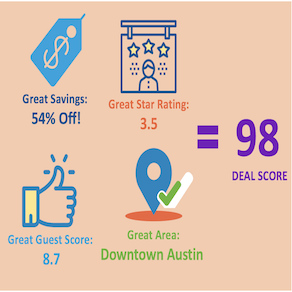 Great Savings:
54% Off!
Great Star Rating:
3.5
= 98
DEAL SCORE
Great Guest Score:
8.7
Great Area:
Downtown Austin